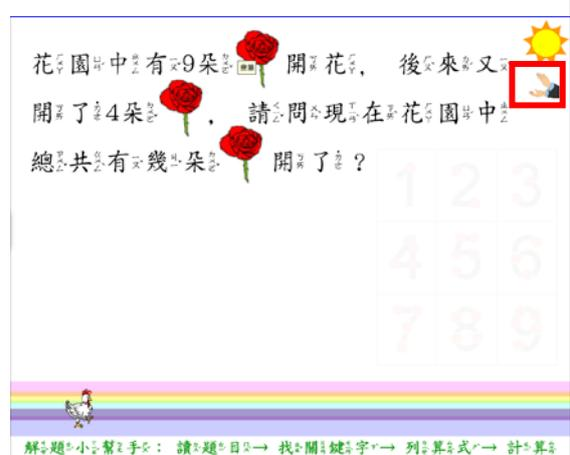 花園中有9朵開花，後來又
開了4朵，請問現在花園中
總共有幾朵開了？
1 2 3
4 5 6
7 8 9
解題小幫手：讀題目→找關鍵字→列算式→計算